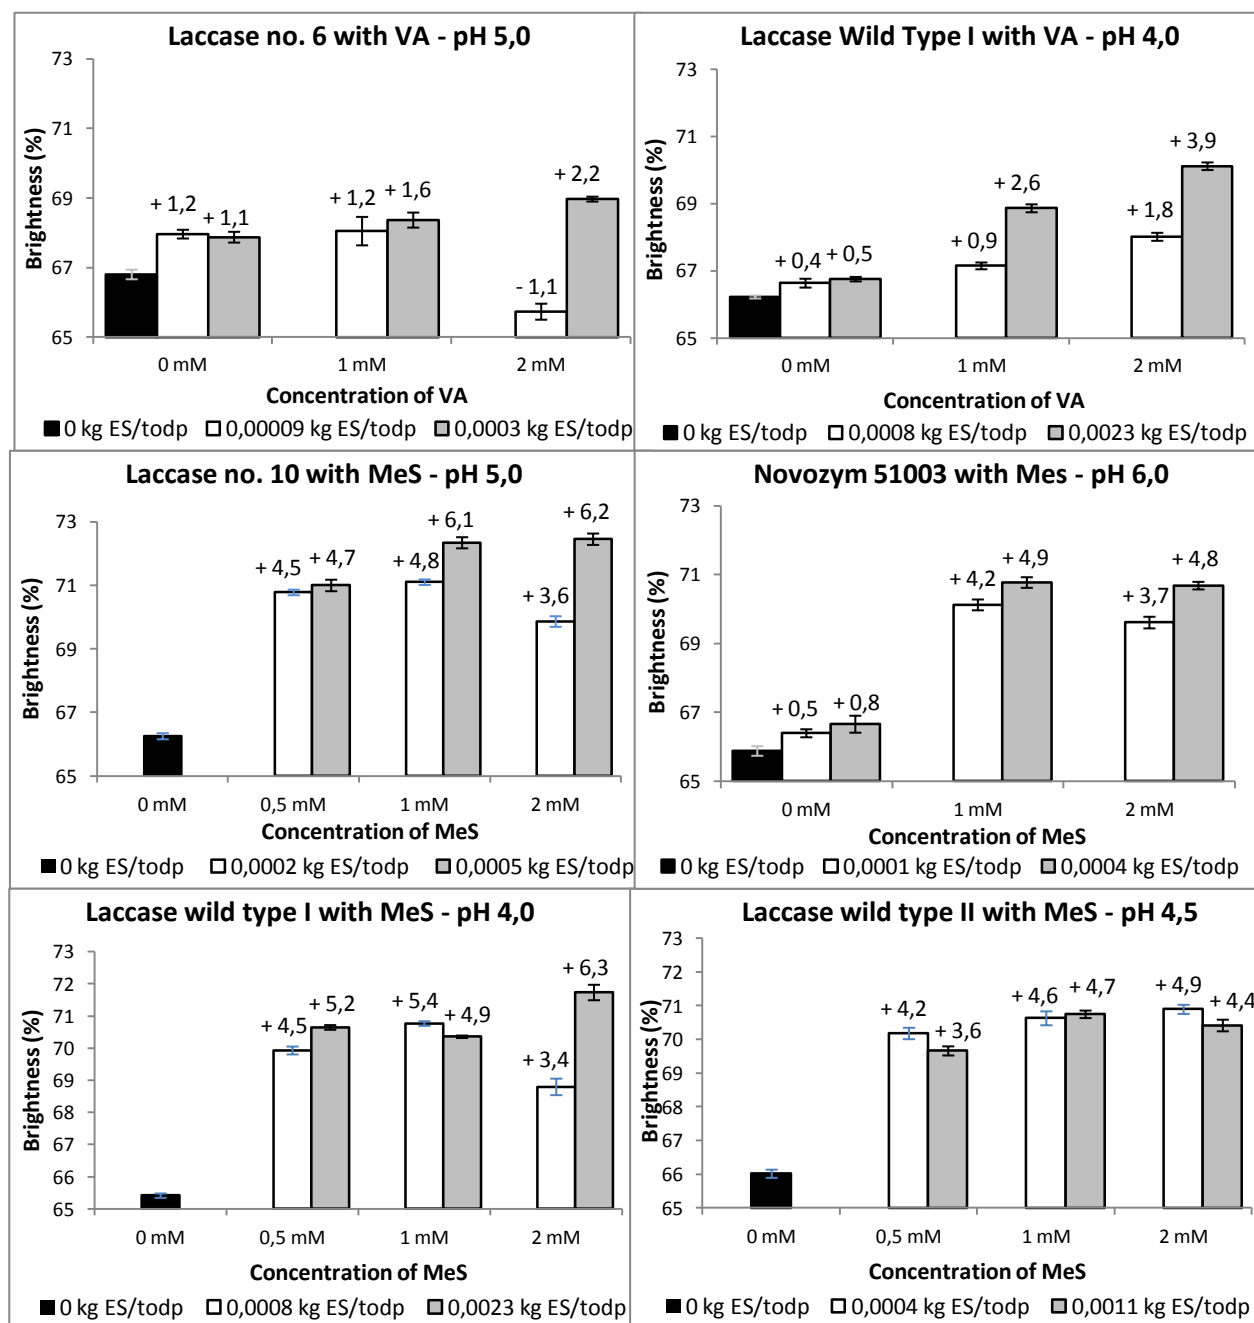 Laccase no. 6 with VA - pH 5,0
73
71
69
67
65
Brightness (%)
+ 1,2
+ 1,1
+ 1,2
+ 1,6
- 1,1
+ 2,2
0 mM
1 mM
2 mM
Concentration of VA
0 kg ES/todp
0,00009 kg ES/todp
0,0003 kg ES/todp
Laccase Wild Type I with VA - pH 4,0
73
71
69
67
65
Brightness (%)
+ 0,4
+ 0,5
+ 0,9
+ 2,6
+ 1,8
+ 3,9
0 mM
1 mM
2 mM
Concentration of VA
0 kg ES/todp
0,0008 kg ES/todp
0,0023 kg ES/todp
Laccase no. 10 with MeS - pH 5,0
73
71
69
67
65
Brightness (%)
+ 4,5
+ 4,7
+ 4,8
+ 6,1
+ 3,6
+ 6,2
0 mM
0,5 mM
1 mM
2 mM
Concentration of MeS
0 kg ES/todp
0,0002 kg ES/todp
0,0005 kg ES/todp
Novozym 51003 with Mes - pH 6,0
73
71
69
67
65
Brightness (%)
+ 0,5
+ 0,8
+ 4,2
+ 4,9
+ 3,7
+ 4,8
0 mM
1 mM
2 mM
Concentration of MeS
0 kg ES/todp
0,0001 kg ES/todp
0,0004 kg ES/todp
Laccase wild type I with MeS - pH 4,0
73
72
71
70
69
68
67
66
65
Brightness (%)
+ 4,5
+ 5,2
+ 5,4
+ 4,9
+ 3,4
+ 6,3
0 mM
0,5 mM
1 mM
2 mM
Concentration of MeS
0 kg ES/todp
0,0008 kg ES/todp
0,0023 kg ES/todp
Laccase wild type II with MeS - pH 4,5
73
72
71
70
69
68
67
66
65
Brightness (%)
+ 4,2
+ 3,6
+ 4,6
+ 4,7
+ 4,9
+ 4,4
0 mM
0,5 mM
1 mM
2 mM
Concentration of MeS
0 kg ES/todp
0,0004 kg ES/todp
0,0011 kg ES/todp